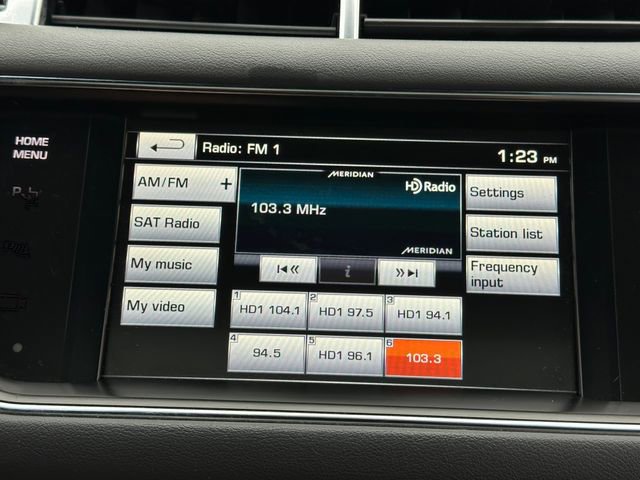 HOME
MENU
Radio: FM 1
1:23 PM
AM/FM +
SAT Radio
My music
My video
MERIDIAN
HD Radio
103.3 MHz
MERIDIAN
i
Settings
Station list
Frequency
input
1 HD1 104.1
2 HD1 97.5
3 HD1 94.1
4 94.5
5 HD1 96.1
6 103.3
P